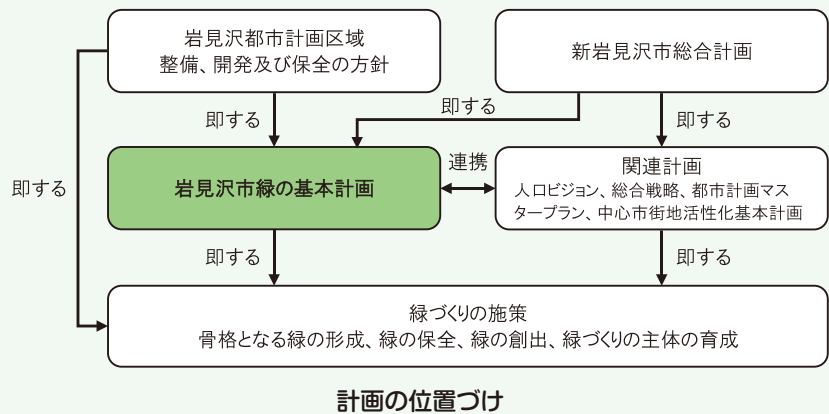 岩見沢都市計画区域
整備、開発及び保全の方針
新岩見沢市総合計画
即する
即する
即する
即する
岩見沢市緑の基本計画
連携
関連計画
人口ビジョン、総合戦略、都市計画マス
タープラン、中心市街地活性化基本計画
即する
即する
緑づくりの施策
骨格となる緑の形成、緑の保全、緑の創出、緑づくりの主体の育成
計画の位置づけ